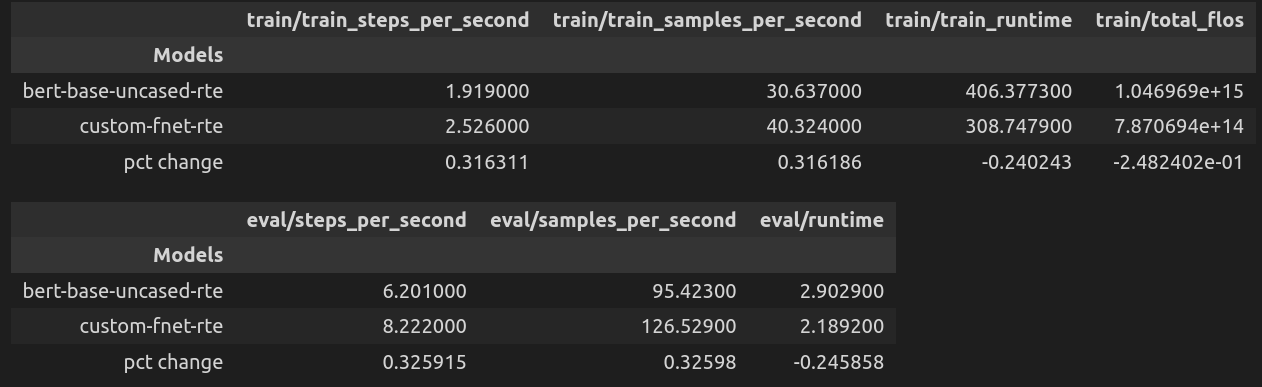 train/train_steps_per_second train/train_samples_per_second train/train_runtime train/total_flos
Models
bert-base-uncased-rte 1.919000 30.637000 406.377300 1.046969e+15
custom-fnet-rte 2.526000 40.324000 308.747900 7.870694e+14
pct change 0.316311 0.316186 -0.240243 -2.482402e-01
eval/steps_per_second eval/samples_per_second eval/runtime
Models
bert-base-uncased-rte 6.201000 95.42300 2.902900
custom-fnet-rte 8.222000 126.52900 2.189200
pct change 0.325915 0.32598 -0.245858